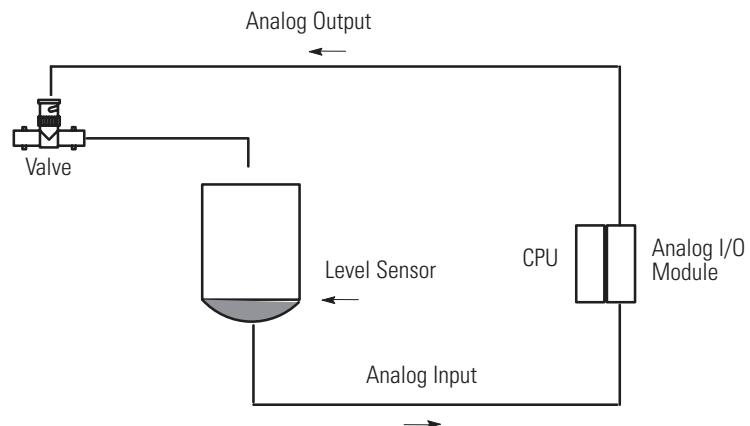 Analog Output
Valve
Level Sensor
CPU
Analog I/O
Module
Analog Input